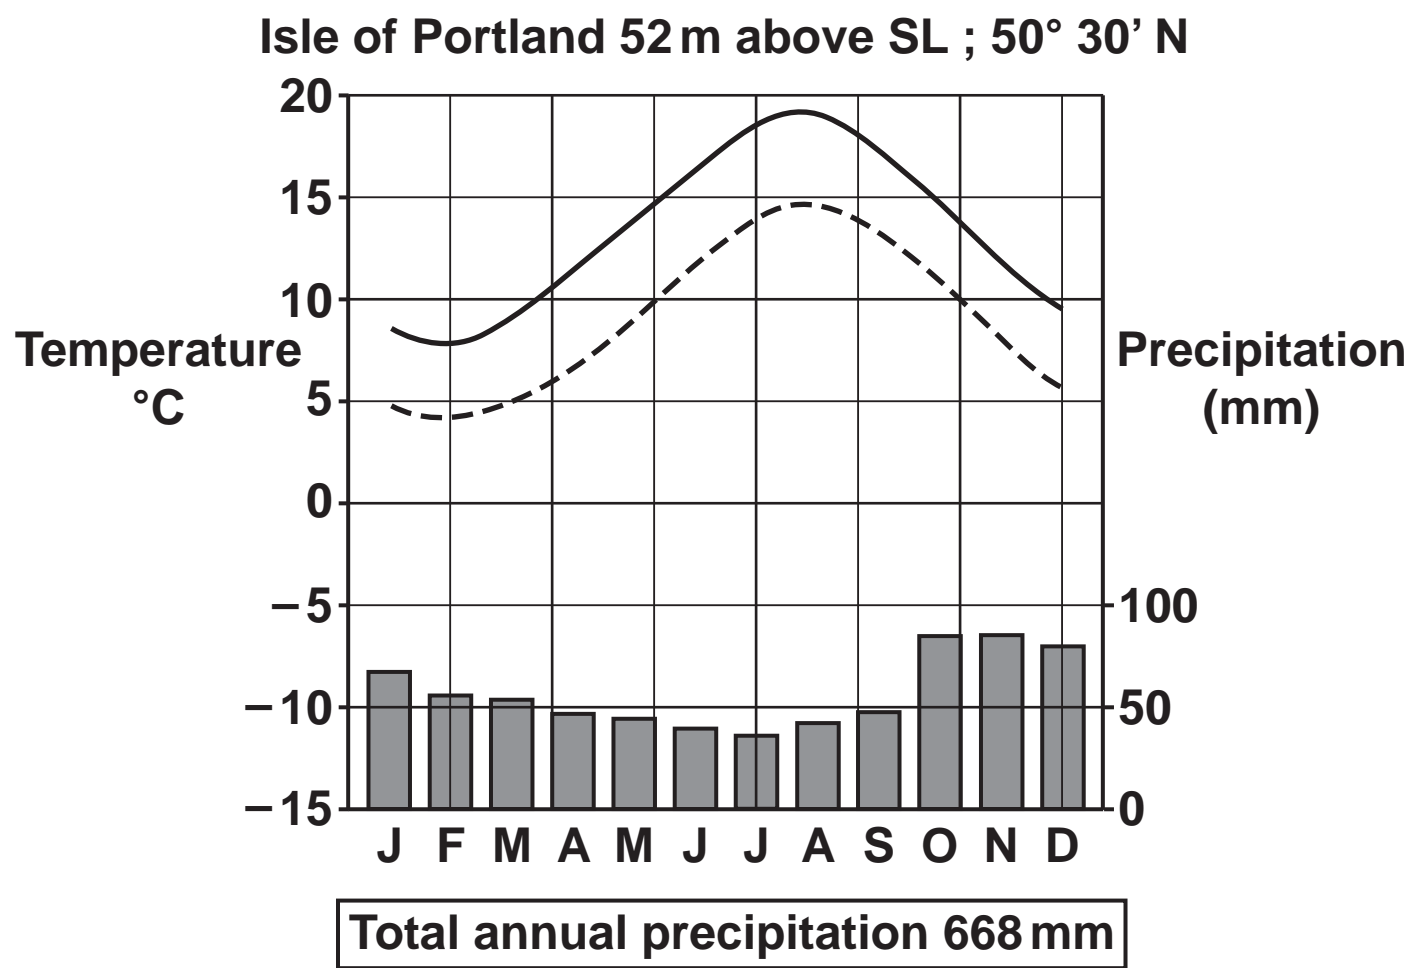 Isle of Portland 52 m above SL ; 50° 30’ N
20
15
10
5
0
–5
–10
–15
Temperature
°C
Precipitation
(mm)
100
50
0
J F M A M J J A S O N D
Total annual precipitation 668 mm